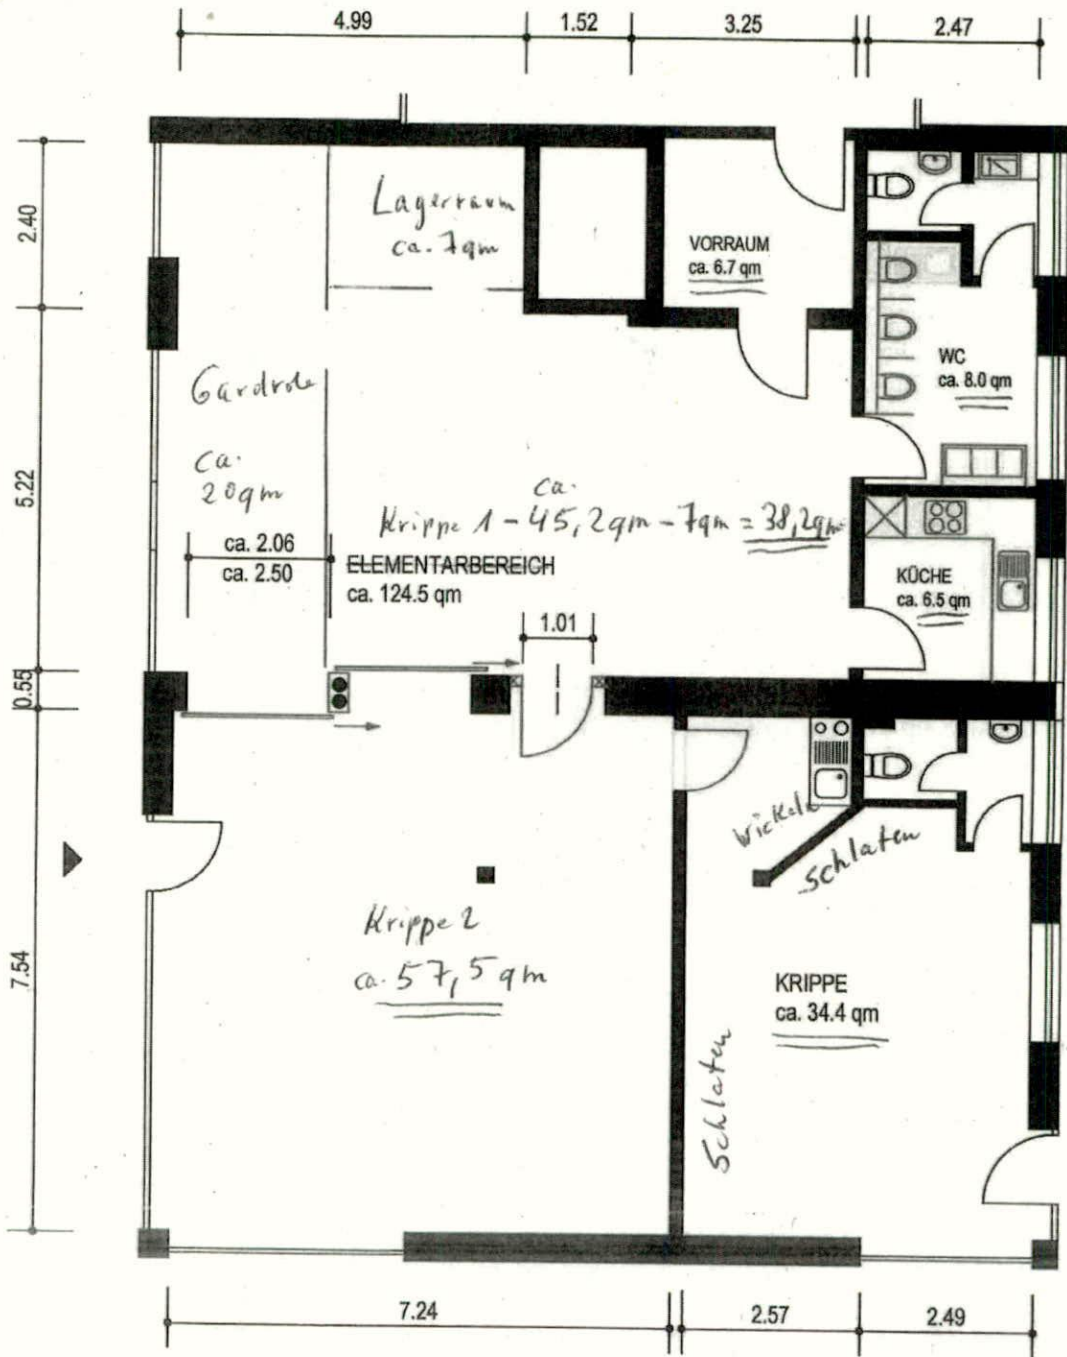 4.99
1.52
3.25
2.47
2.40
5.22
0.55
7.54
Lagerraum
ca. 7qm
VORRAUM
ca. 6.7 qm
WC
ca. 8.0 qm
Gardrobe
ca.
20qm
ca.
Krippe 1 - 45,2qm - 7qm = 38,2qm
ca. 2.06
ca. 2.50
ELEMENTARBEREICH
ca. 124.5 qm
KÜCHE
ca. 6.5 qm
1.01
Wickeln
Schlafen
Krippe 2
ca. 57,5 qm
KRIPPE
ca. 34.4 qm
Schlafen
7.24
2.57
2.49